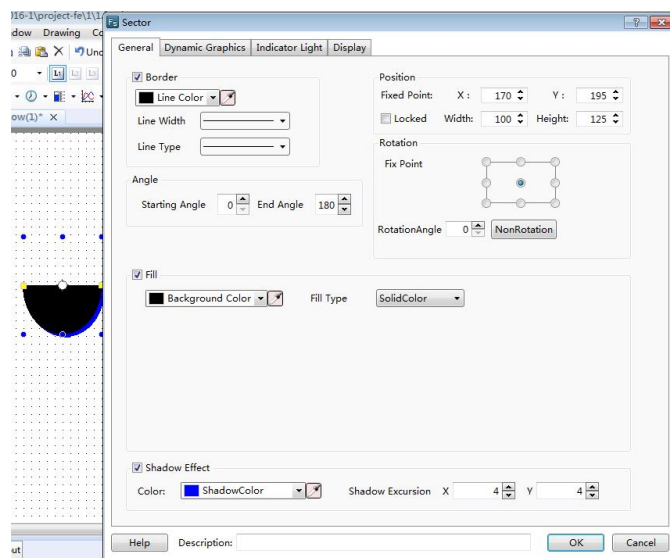 016-1\project-fe\1\1.
Sector
dow Drawing Co
Unc
General Dynamic Graphics Indicator Light Display
0
ow(1)*
Border
Line Color
Line Width
Line Type
Position
Fixed Point: X : 170 Y : 195
Locked Width: 100 Height: 125
Angle
Starting Angle 0 End Angle 180
Rotation
Fix Point
RotationAngle 0 NonRotation
Fill
Background Color Fill Type SolidColor
Shadow Effect
Color: ShadowColor Shadow Excursion X 4 Y 4
Help Description: OK Cancel
out